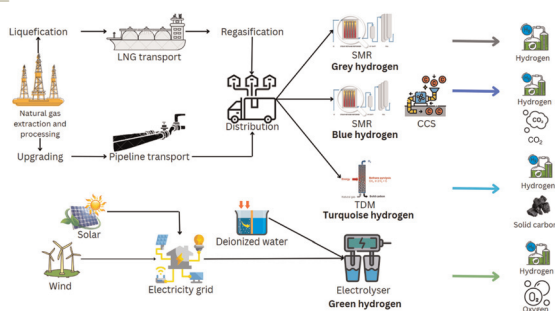 Liquefication
LNG transport
Regasification
SMR
Grey hydrogen
Hydrogen
Natural gas
extraction and
processing
Distribution
SMR
Blue hydrogen
CCS
Hydrogen
CO₂
CO₂
Upgrading
Pipeline transport
TDM
Turquoise hydrogen
Hydrogen
Solid carbon
Solar
Deionized water
Wind
Electricity grid
Electrolyser
Green hydrogen
Hydrogen
O₂
Oxygen